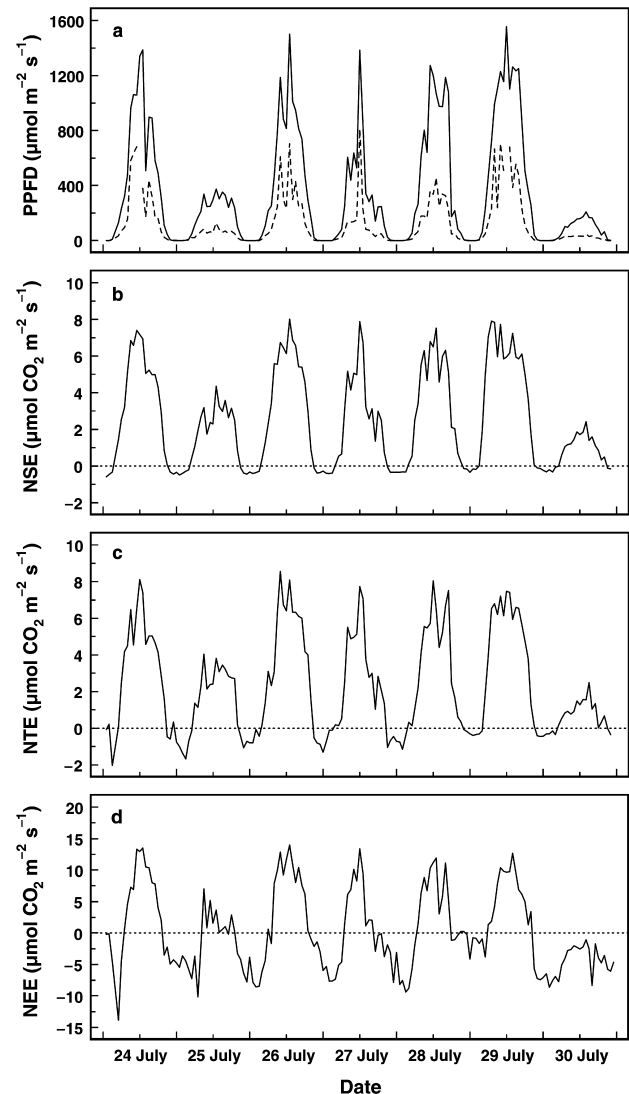 a
PPFD (μmol m⁻² s⁻¹)
1600
1200
800
400
0
b
NSE (μmol CO₂ m⁻² s⁻¹)
10
8
6
4
2
0
−2
c
NTE (μmol CO₂ m⁻² s⁻¹)
10
8
6
4
2
0
−2
d
NEE (μmol CO₂ m⁻² s⁻¹)
20
15
10
5
0
−5
−10
−15
24 July 25 July 26 July 27 July 28 July 29 July 30 July
Date